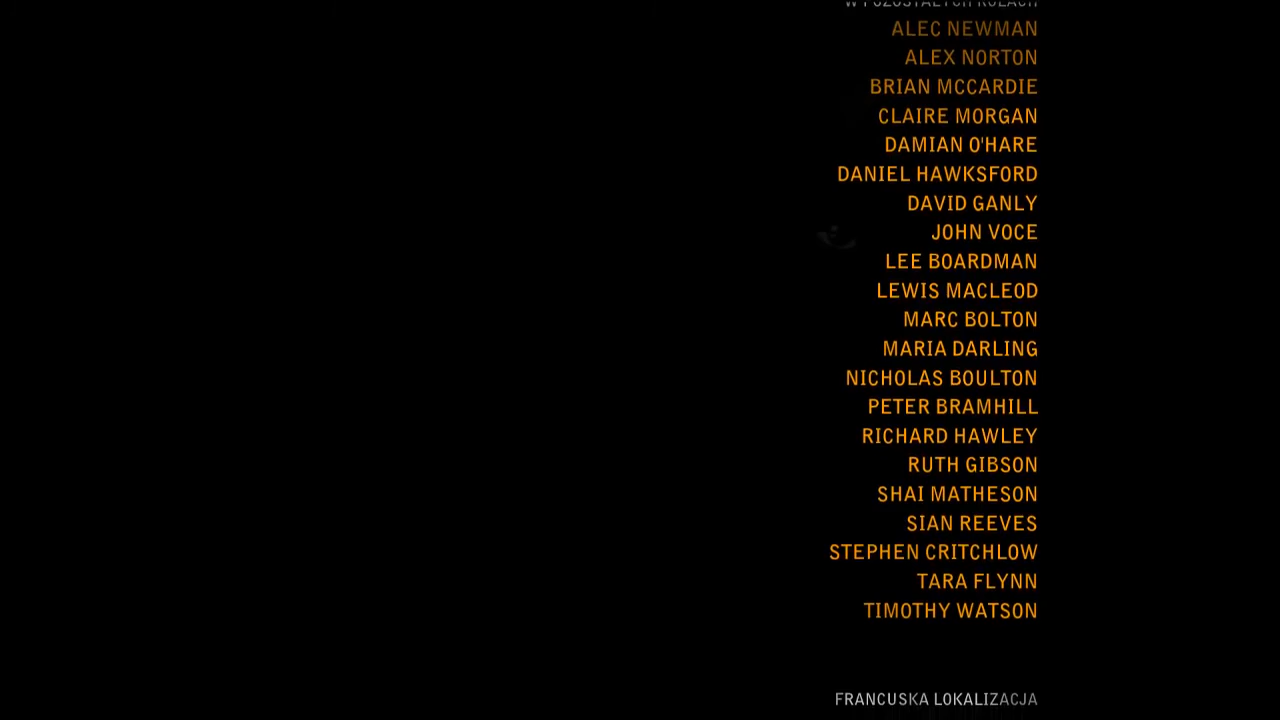 W POZOSTAŁYCH ROLACH
ALEC NEWMAN
ALEX NORTON
BRIAN MCCARDIE
CLAIRE MORGAN
DAMIAN O'HARE
DANIEL HAWKSFORD
DAVID GANLY
JOHN VOCE
LEE BOARDMAN
LEWIS MACLEOD
MARC BOLTON
MARIA DARLING
NICHOLAS BOULTON
PETER BRAMHILL
RICHARD HAWLEY
RUTH GIBSON
SHAI MATHESON
SIAN REEVES
STEPHEN CRITCHLOW
TARA FLYNN
TIMOTHY WATSON
FRANCUSKA LOKALIZACJA